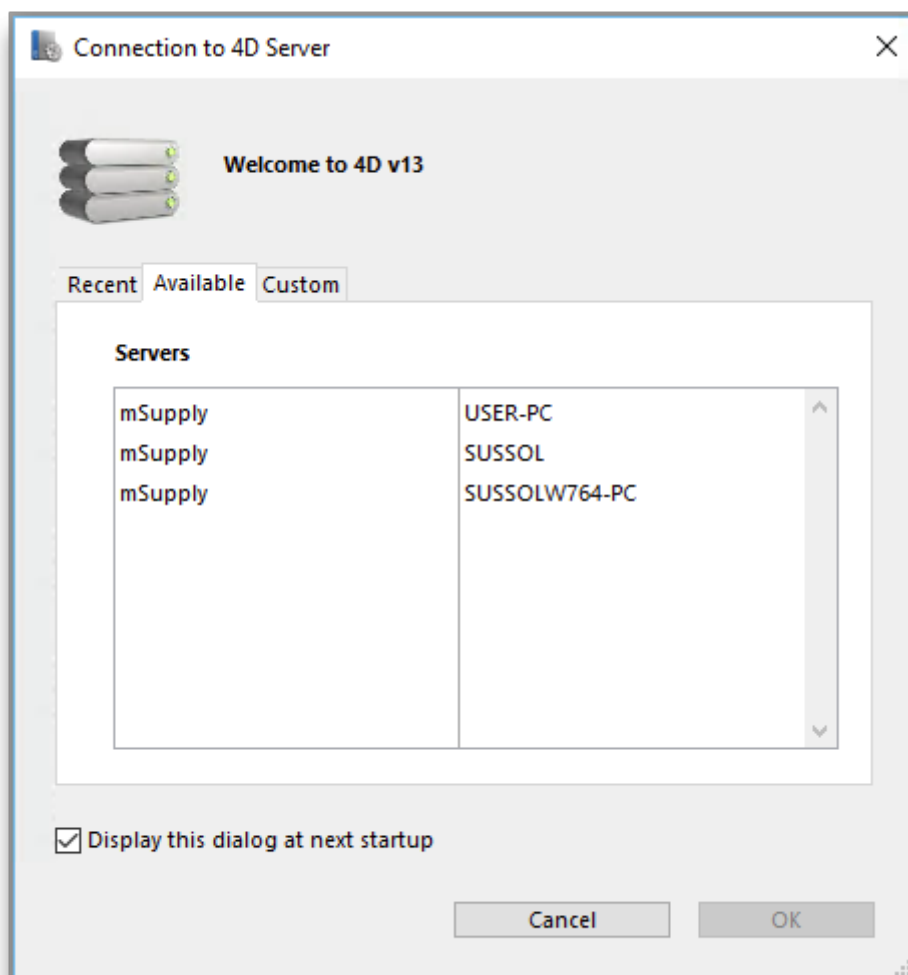 Connection to 4D Server
Welcome to 4D v13
Recent Available Custom
Servers
mSupply USER-PC
mSupply SUSSOL
mSupply SUSSOLW764-PC
Display this dialog at next startup
Cancel OK